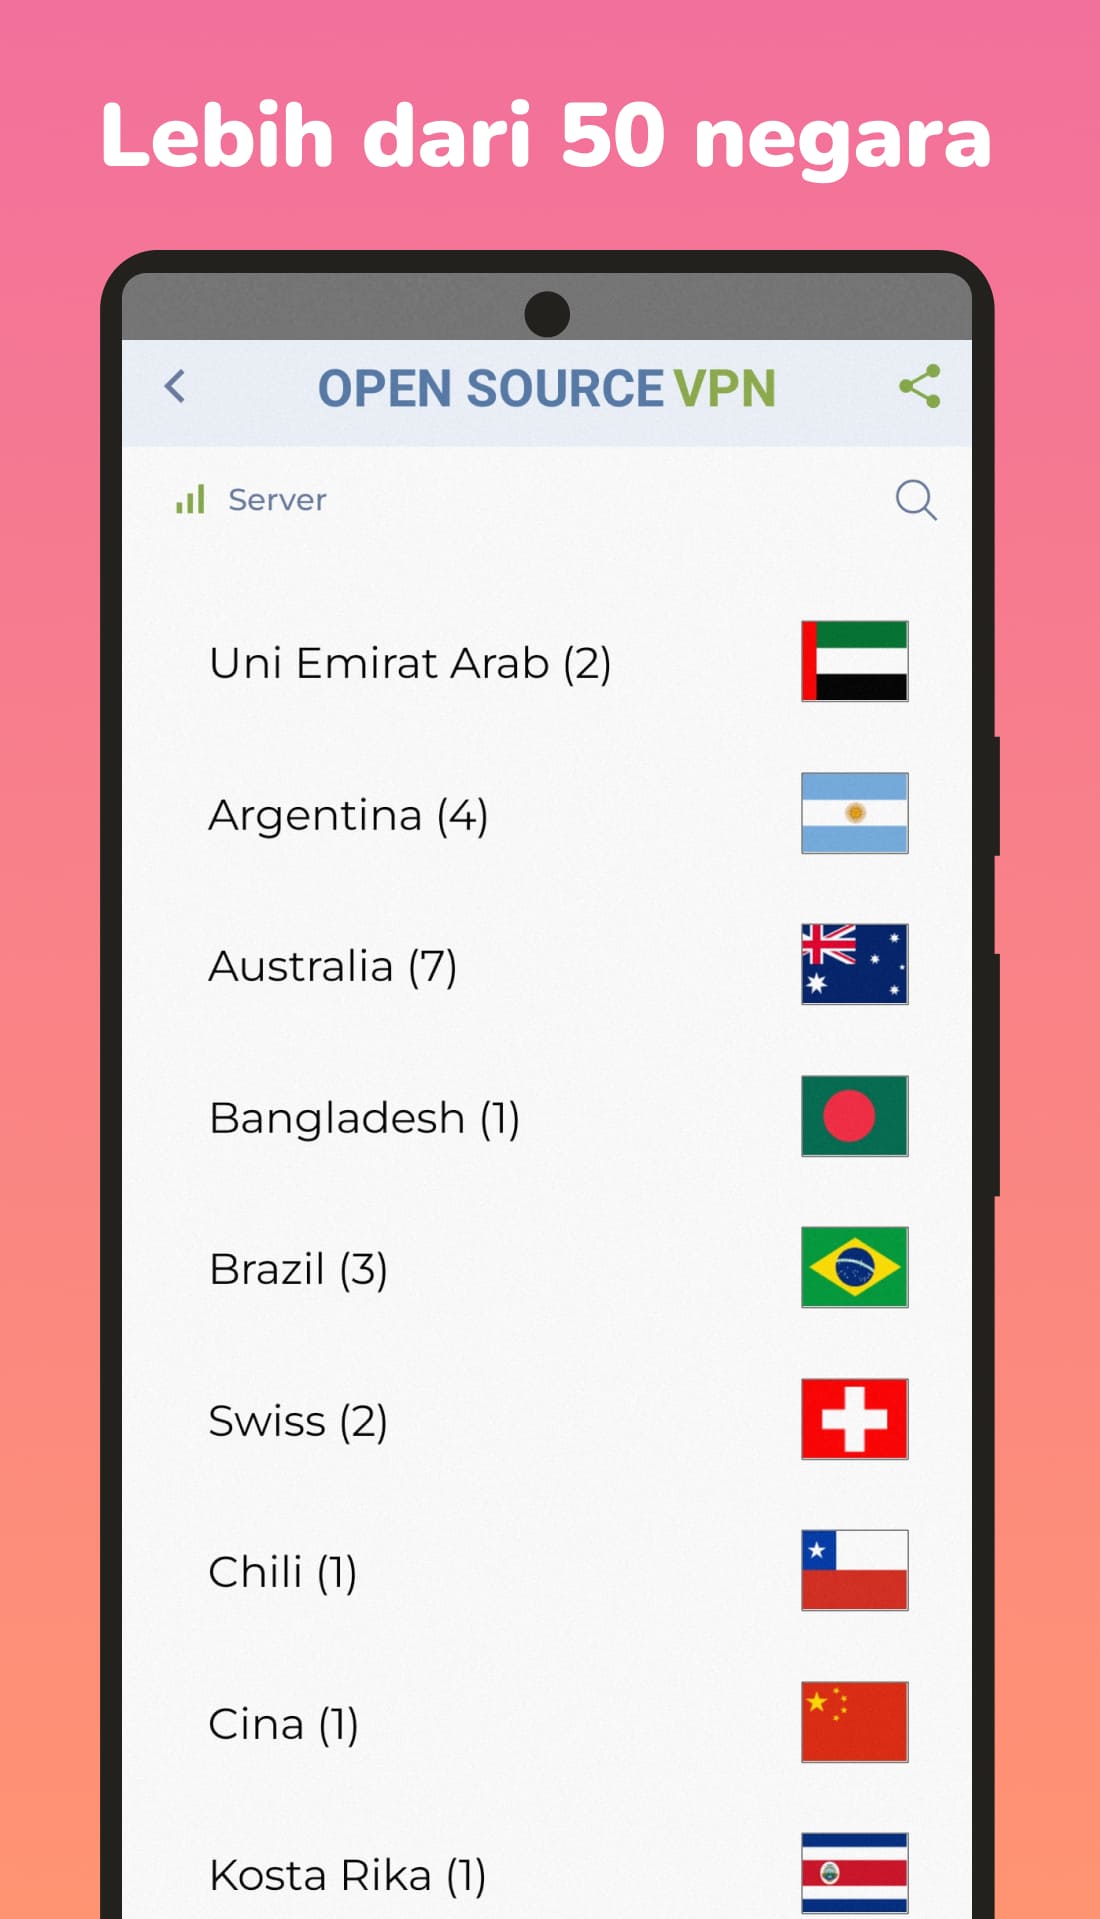 Lebih dari 50 negara
OPEN SOURCE VPN
Server
Uni Emirat Arab (2)
Argentina (4)
Australia (7)
Bangladesh (1)
Brazil (3)
Swiss (2)
Chili (1)
Cina (1)
Kosta Rika (1)